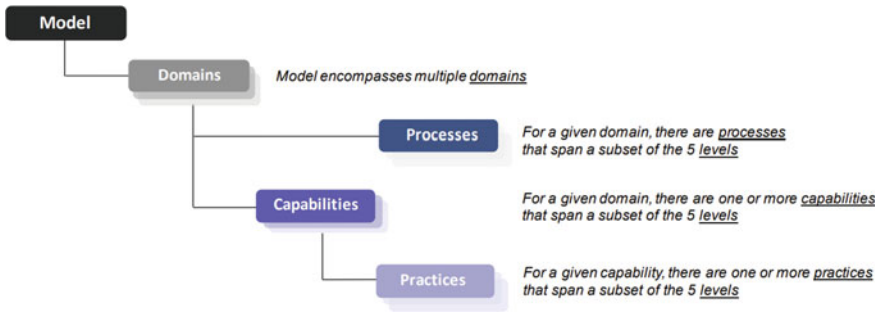 Model
Domains
Model encompasses multiple domains
Processes
For a given domain, there are processes
that span a subset of the 5 levels
Capabilities
For a given domain, there are one or more capabilities
that span a subset of the 5 levels
Practices
For a given capability, there are one or more practices
that span a subset of the 5 levels